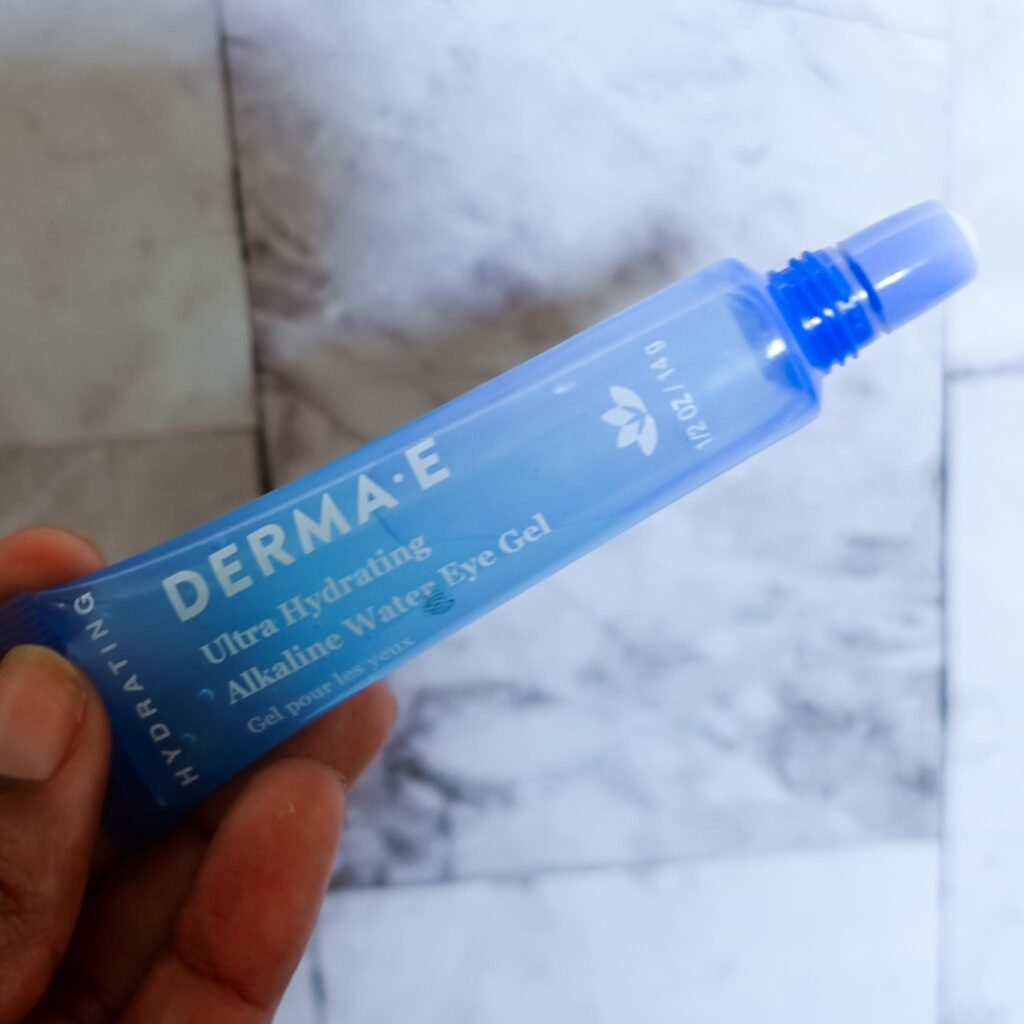 DERMA·E
Ultra Hydrating
Alkaline Water Eye Gel
Gel pour les yeux
HYDRATING
1/2 OZ / 14 G